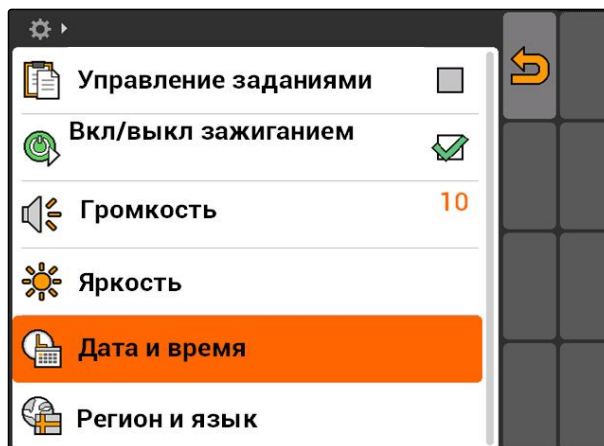 Управление заданиями
Вкл/выкл зажиганием
Громкость
10
Яркость
Дата и время
Регион и язык